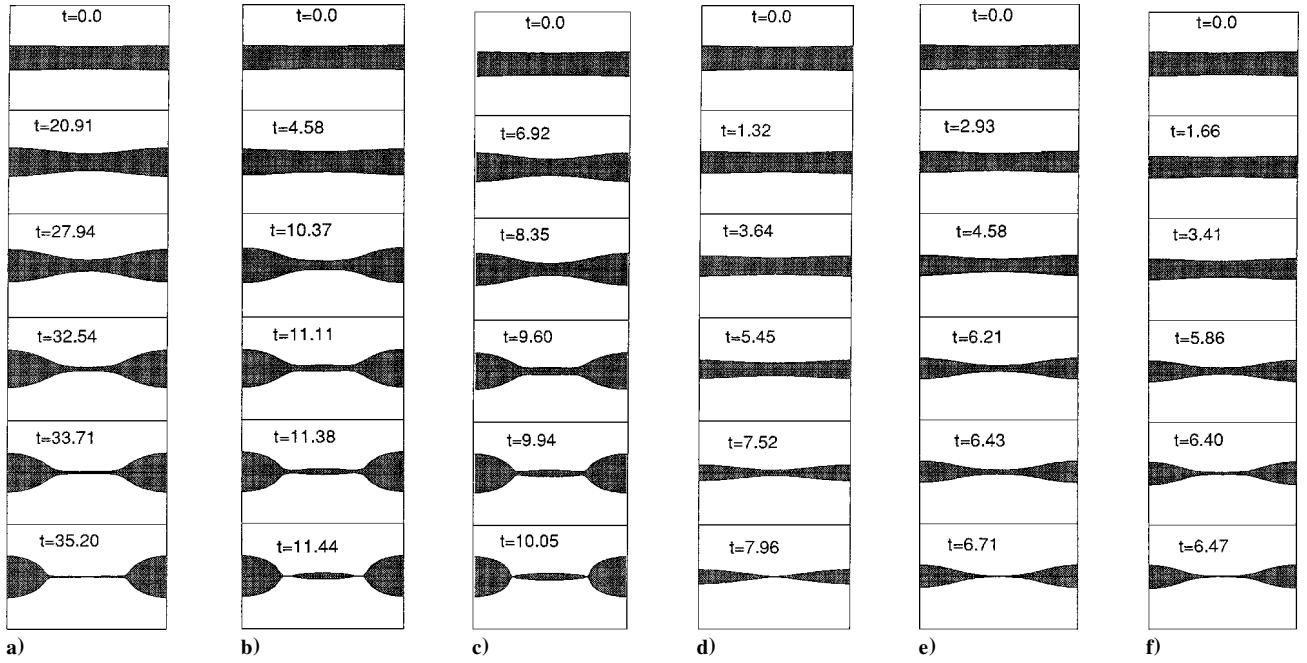 t=0.0
t=20.91
t=27.94
t=32.54
t=33.71
t=35.20
a)
t=0.0
t=4.58
t=10.37
t=11.11
t=11.38
t=11.44
b)
t=0.0
t=6.92
t=8.35
t=9.60
t=9.94
t=10.05
c)
t=0.0
t=1.32
t=3.64
t=5.45
t=7.52
t=7.96
d)
t=0.0
t=2.93
t=4.58
t=6.21
t=6.43
t=6.71
e)
t=0.0
t=1.66
t=3.41
t=5.86
t=6.40
t=6.47
f)